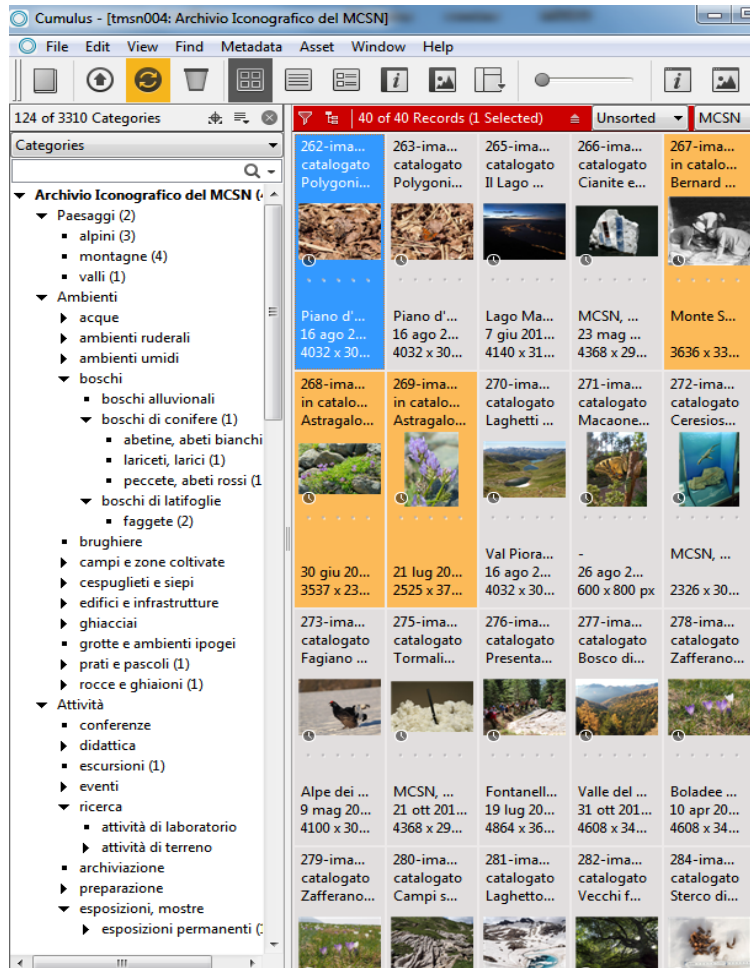 Cumulus - [tmsn004: Archivio Iconografico del MCSN]
File Edit View Find Metadata Asset Window Help
124 of 3310 Categories
Categories
Archivio Iconografico del MCSN (
Paesaggi (2)
alpini (3)
montagne (4)
valli (1)
Ambienti
acque
ambienti ruderali
ambienti umidi
boschi
boschi alluvionali
boschi di conifere (1)
abetine, abeti bianchi
lariceti, larici (1)
peccete, abeti rossi (1
boschi di latifoglie
faggete (2)
brughiere
campi e zone coltivate
cespuglieti e siepi
edifici e infrastrutture
ghiacciai
grotte e ambienti ipogei
prati e pascoli (1)
rocce e ghiaioni (1)
Attività
conferenze
didattica
escursioni (1)
eventi
ricerca
attività di laboratorio
attività di terreno
archiviazione
preparazione
esposizioni, mostre
esposizioni permanenti (
40 of 40 Records (1 Selected) Unsorted MCSN
262-ima... 263-ima... 265-ima... 266-ima... 267-ima...
catalogato catalogato catalogato catalogato in catalo...
Polygoni... Polygoni... Il Lago ... Cianite e... Bernard ...
Piano d'... Piano d'... Lago Ma... MCSN, ... Monte S...
16 ago 2... 16 ago 2... 7 giu 201... 23 mag ...
4032 x 30... 4032 x 30... 4140 x 31... 4368 x 29... 3636 x 33...
268-ima... 269-ima... 270-ima... 271-ima... 272-ima...
in catalo... in catalo... catalogato catalogato catalogato
Astragalo... Astragalo... Laghetti ... Macaone... Ceresios...
Val Piora... - MCSN, ...
30 giu 20... 21 lug 20... 16 ago 2... 26 ago 2...
3537 x 23... 2525 x 37... 4032 x 30... 600 x 800 px 2326 x 30...
273-ima... 275-ima... 276-ima... 277-ima... 278-ima...
catalogato catalogato catalogato catalogato catalogato
Fagiano ... Tormali... Presenta... Bosco di... Zafferano...
Alpe dei ... MCSN, ... Fontanell... Valle del ... Boladee ...
9 mag 20... 21 ott 201... 19 lug 20... 31 ott 201... 10 apr 20...
4100 x 30... 4368 x 29... 4864 x 36... 4608 x 34... 4608 x 34...
279-ima... 280-ima... 281-ima... 282-ima... 284-ima...
catalogato catalogato catalogato catalogato catalogato
Zafferano... Campi s... Laghetto... Vecchi f... Sterco di...